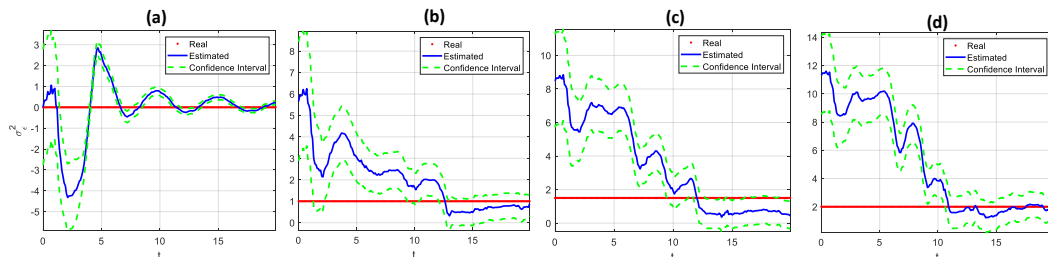 (a)
(b)
(c)
(d)
Real
Estimated
Confidence Interval
σ²ϵ
3
2
1
0
-1
-2
-3
-4
-5
0
5
10
15
t
Real
Estimated
Confidence Interval
8
7
6
5
4
3
2
1
0
0
5
10
15
t
Real
Estimated
Confidence Interval
10
8
6
4
2
0
0
5
10
15
t
Real
Estimated
Confidence Interval
14
12
10
8
6
4
2
0
5
10
15
t